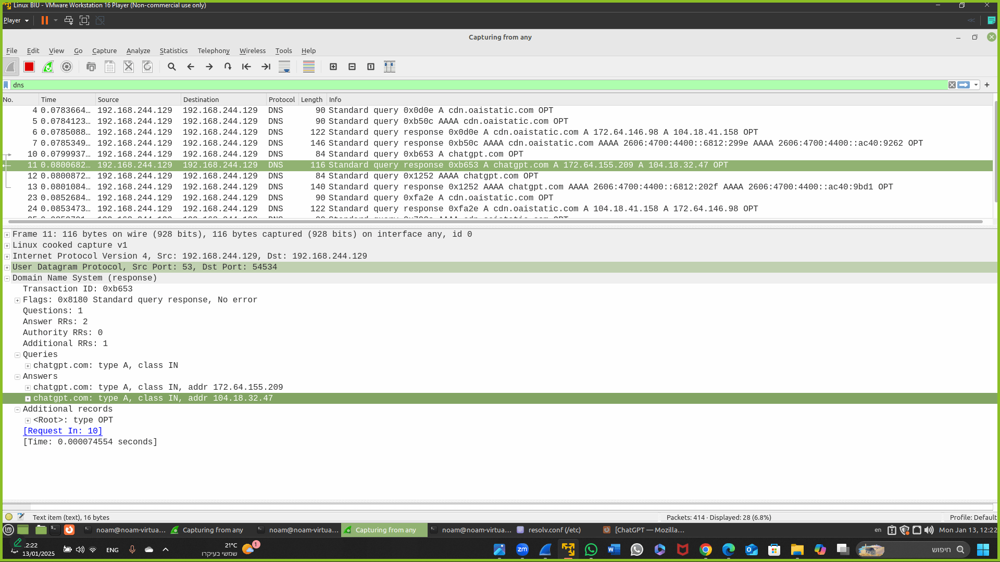 Linux BIU - VMware Workstation 16 Player (Non-commercial use only)
Player
Capturing from any
File Edit View Go Capture Analyze Statistics Telephony Wireless Tools Help
dns
No. Time Source Destination Protocol Length Info
4 0.0783664… 192.168.244.129 192.168.244.129 DNS 90 Standard query 0x0d0e A cdn.oaistatic.com OPT
5 0.0784123… 192.168.244.129 192.168.244.129 DNS 90 Standard query 0xb50c AAAA cdn.oaistatic.com OPT
6 0.0785088… 192.168.244.129 192.168.244.129 DNS 122 Standard query response 0x0d0e A cdn.oaistatic.com A 172.64.146.98 A 104.18.41.158 OPT
7 0.0785349… 192.168.244.129 192.168.244.129 DNS 146 Standard query response 0xb50c AAAA cdn.oaistatic.com AAAA 2606:4700:4400::6812:299e AAAA 2606:4700:4400::ac40:9262 OPT
10 0.0799937… 192.168.244.129 192.168.244.129 DNS 84 Standard query 0xb653 A chatgpt.com OPT
11 0.0800682… 192.168.244.129 192.168.244.129 DNS 116 Standard query response 0xb653 A chatgpt.com A 172.64.155.209 A 104.18.32.47 OPT
12 0.0800872… 192.168.244.129 192.168.244.129 DNS 84 Standard query 0x1252 AAAA chatgpt.com OPT
13 0.0801084… 192.168.244.129 192.168.244.129 DNS 140 Standard query response 0x1252 AAAA chatgpt.com AAAA 2606:4700:4400::6812:202f AAAA 2606:4700:4400::ac40:9bd1 OPT
23 0.0852684… 192.168.244.129 192.168.244.129 DNS 90 Standard query 0xfa2e A cdn.oaistatic.com OPT
24 0.0853473… 192.168.244.129 192.168.244.129 DNS 122 Standard query response 0xfa2e A cdn.oaistatic.com A 104.18.41.158 A 172.64.146.98 OPT
Frame 11: 116 bytes on wire (928 bits), 116 bytes captured (928 bits) on interface any, id 0
Linux cooked capture v1
Internet Protocol Version 4, Src: 192.168.244.129, Dst: 192.168.244.129
User Datagram Protocol, Src Port: 53, Dst Port: 54534
Domain Name System (response)
Transaction ID: 0xb653
Flags: 0x8180 Standard query response, No error
Questions: 1
Answer RRs: 2
Authority RRs: 0
Additional RRs: 1
Queries
chatgpt.com: type A, class IN
Answers
chatgpt.com: type A, class IN, addr 172.64.155.209
chatgpt.com: type A, class IN, addr 104.18.32.47
Additional records
<Root>: type OPT
[Request In: 10]
[Time: 0.000074554 seconds]
Text item (text), 16 bytes Packets: 414 · Displayed: 28 (6.8%) Profile: Default
noam@noam-virtua… Capturing from any noam@noam-virtua… Capturing from any noam@noam-virtua… resolv.conf (/etc) [ChatGPT — Mozilla… en Mon Jan 13, 12:22
12:22
13/01/2025
ENG
21°C
שמשי בעיקרו
1
zm
חיפוש